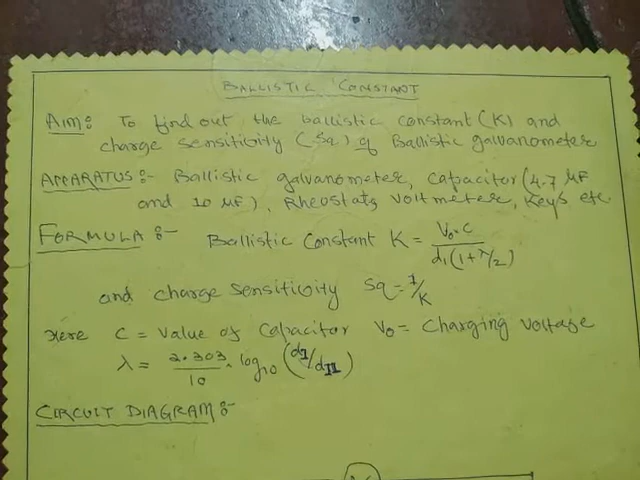 BALLISTIC CONSTANT
AIM:- To find out the ballistic constant (K) and
charge sensitivity (Sq) of Ballistic galvanometer
APPARATUS:- Ballistic galvanometer, Capacitor (4.7 μF
and 10 μF), Rheostats, voltmeter, Keys etc.
FORMULA:- Ballistic Constant K = V₀.C / d₁(1+λ/2)
and charge sensitivity Sq = 1/K
Here C = Value of Capacitor V₀ = Charging voltage
λ = 2.303/10 . log₁₀ (dI/dII)
CIRCUIT DIAGRAM:-